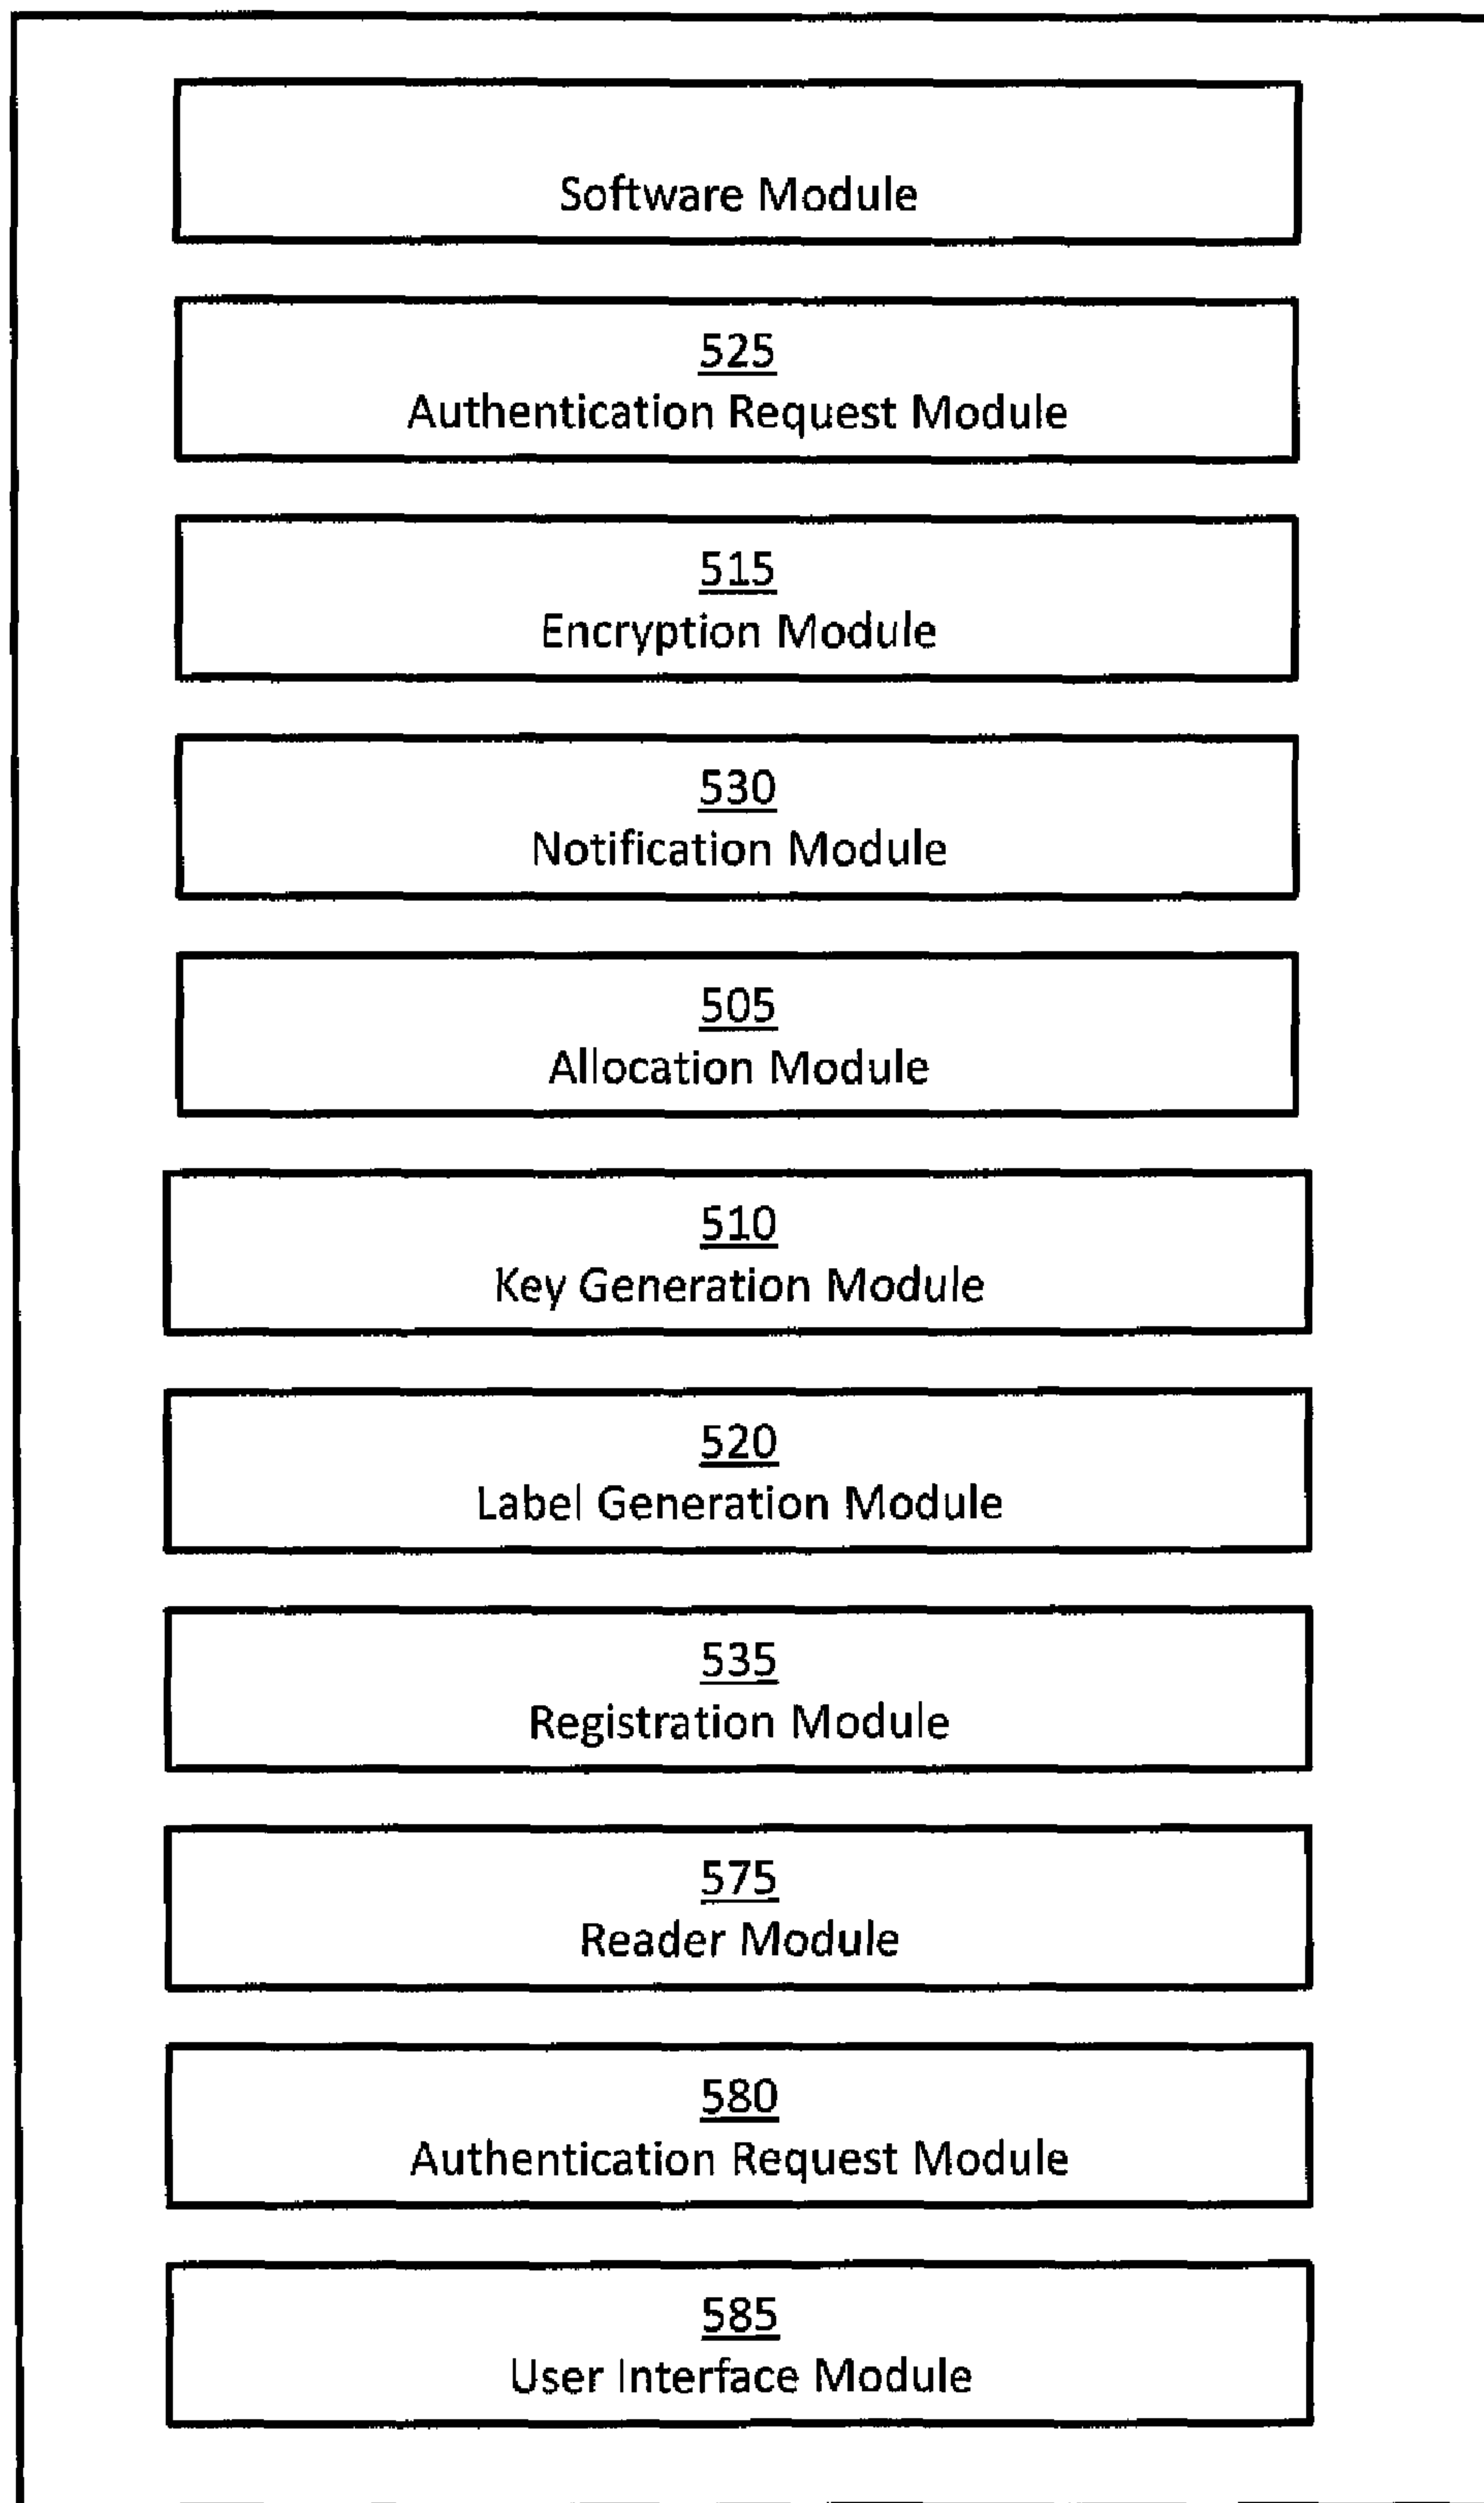 Software Module
525
Authentication Request Module
515
Encryption Module
530
Notification Module
505
Allocation Module
510
Key Generation Module
520
Label Generation Module
535
Registration Module
575
Reader Module
580
Authentication Request Module
585
User Interface Module